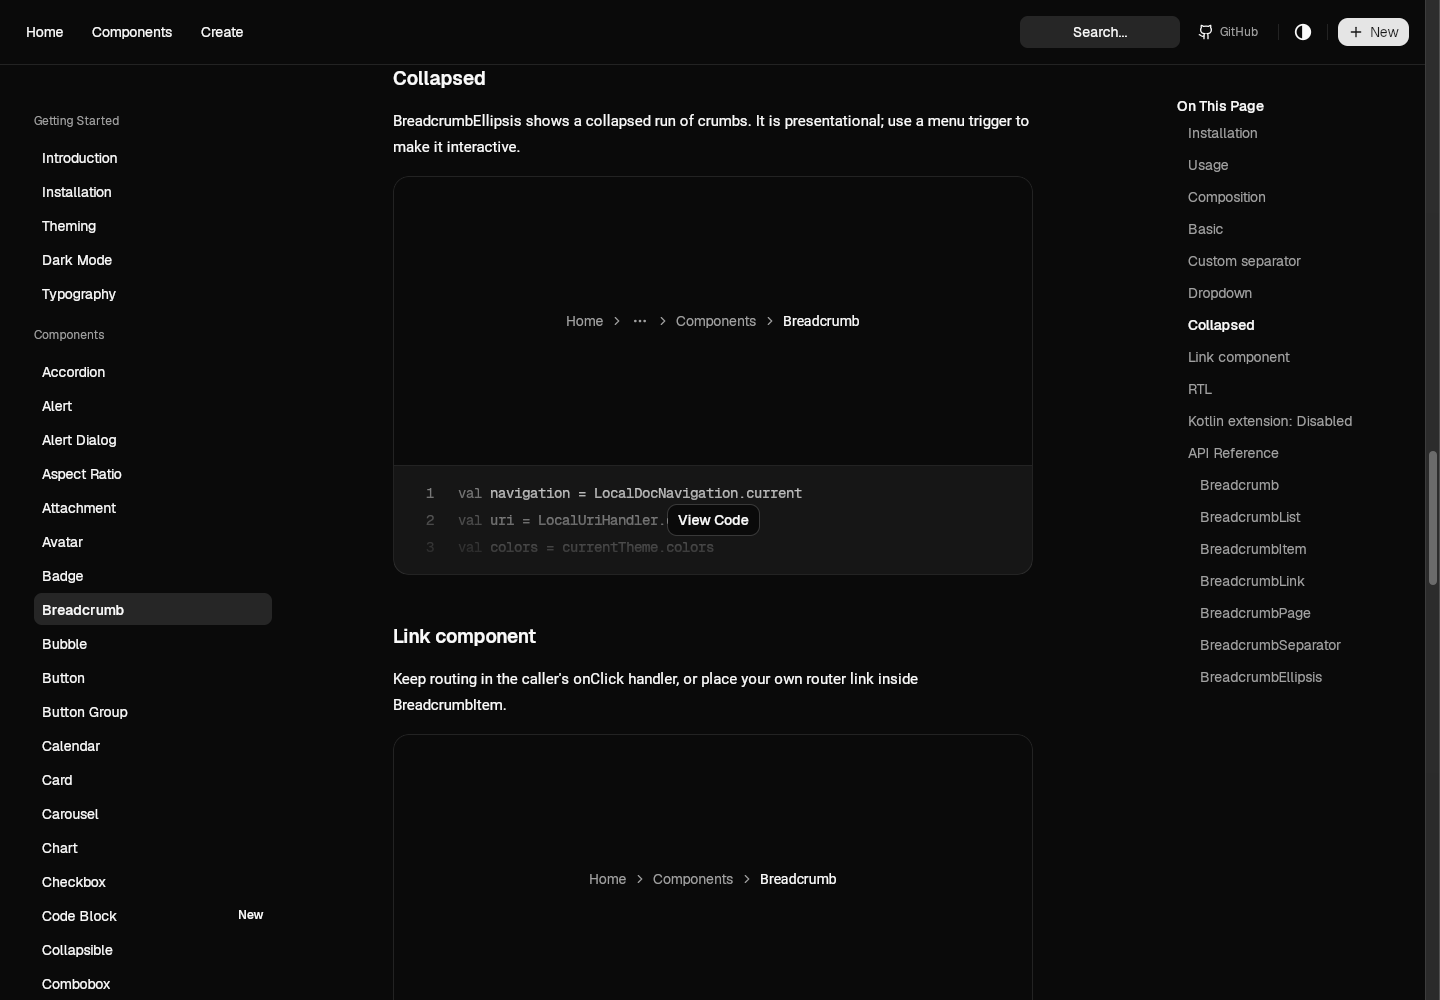 Home
Components
Create
Search...
GitHub
New
Getting Started
Introduction
Installation
Theming
Dark Mode
Typography
Components
Accordion
Alert
Alert Dialog
Aspect Ratio
Attachment
Avatar
Badge
Breadcrumb
Bubble
Button
Button Group
Calendar
Card
Carousel
Chart
Checkbox
Code Block New
Collapsible
Combobox
Collapsed
BreadcrumbEllipsis shows a collapsed run of crumbs. It is presentational; use a menu trigger to
make it interactive.
Home > ··· > Components > Breadcrumb
1 val navigation = LocalDocNavigation.current
2 val uri = LocalUriHandler.
View Code
3 val colors = currentTheme.colors
Link component
Keep routing in the caller's onClick handler, or place your own router link inside
BreadcrumbItem.
Home > Components > Breadcrumb
On This Page
Installation
Usage
Composition
Basic
Custom separator
Dropdown
Collapsed
Link component
RTL
Kotlin extension: Disabled
API Reference
Breadcrumb
BreadcrumbList
BreadcrumbItem
BreadcrumbLink
BreadcrumbPage
BreadcrumbSeparator
BreadcrumbEllipsis